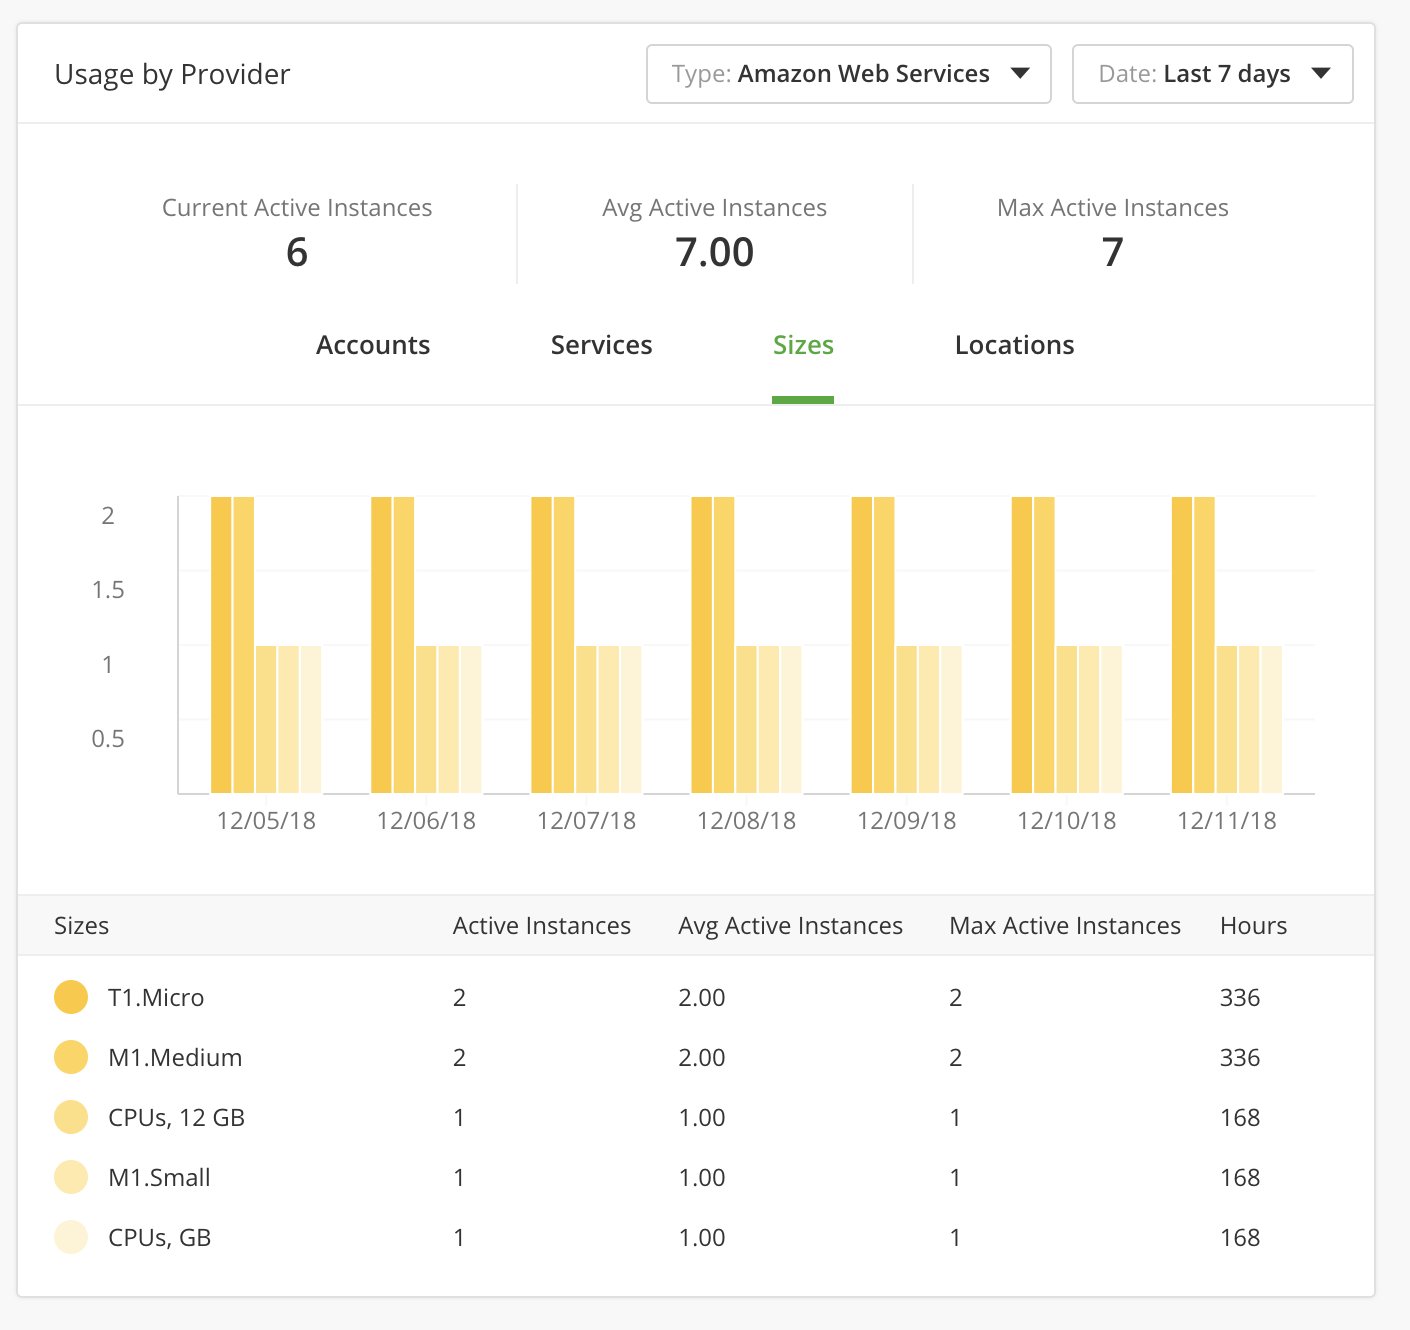 Usage by Provider
Type: Amazon Web Services
Date: Last 7 days
Current Active Instances
6
Avg Active Instances
7.00
Max Active Instances
7
Accounts
Services
Sizes
Locations
2
1.5
1
0.5
12/05/18
12/06/18
12/07/18
12/08/18
12/09/18
12/10/18
12/11/18
Sizes Active Instances Avg Active Instances Max Active Instances Hours
T1.Micro 2 2.00 2 336
M1.Medium 2 2.00 2 336
CPUs, 12 GB 1 1.00 1 168
M1.Small 1 1.00 1 168
CPUs, GB 1 1.00 1 168